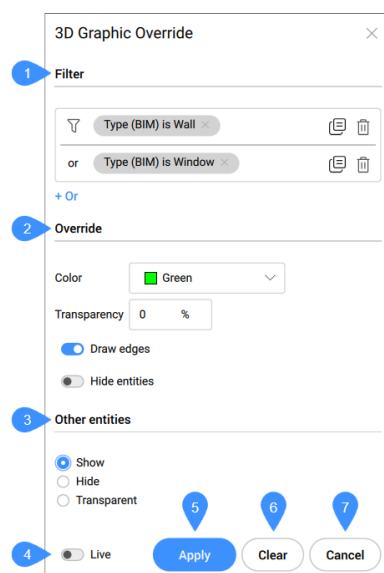 3D Graphic Override
1 Filter
Type (BIM) is Wall
or Type (BIM) is Window
+ Or
2 Override
Color Green
Transparency 0 %
Draw edges
Hide entities
3 Other entities
Show
Hide
Transparent
5 6 7
4 Live Apply Clear Cancel